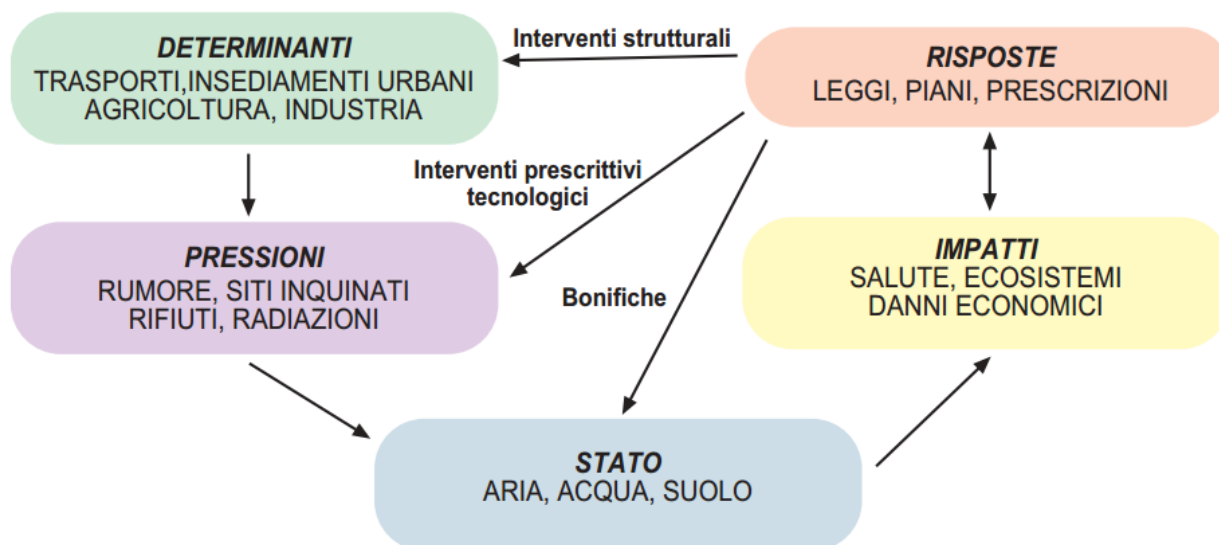 DETERMINANTI
TRASPORTI,INSEDIAMENTI URBANI
AGRICOLTURA, INDUSTRIA
Interventi strutturali
RISPOSTE
LEGGI, PIANI, PRESCRIZIONI
Interventi prescrittivi
tecnologici
PRESSIONI
RUMORE, SITI INQUINATI
RIFIUTI, RADIAZIONI
Bonifiche
IMPATTI
SALUTE, ECOSISTEMI
DANNI ECONOMICI
STATO
ARIA, ACQUA, SUOLO